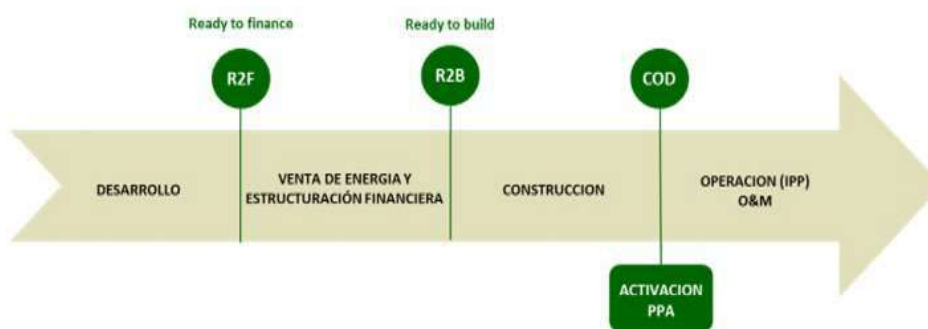 Ready to finance
Ready to build
R2F
R2B
COD
DESARROLLO
VENTA DE ENERGIA Y
ESTRUCTURACIÓN FINANCIERA
CONSTRUCCION
OPERACION (IPP)
O&M
ACTIVACION
PPA